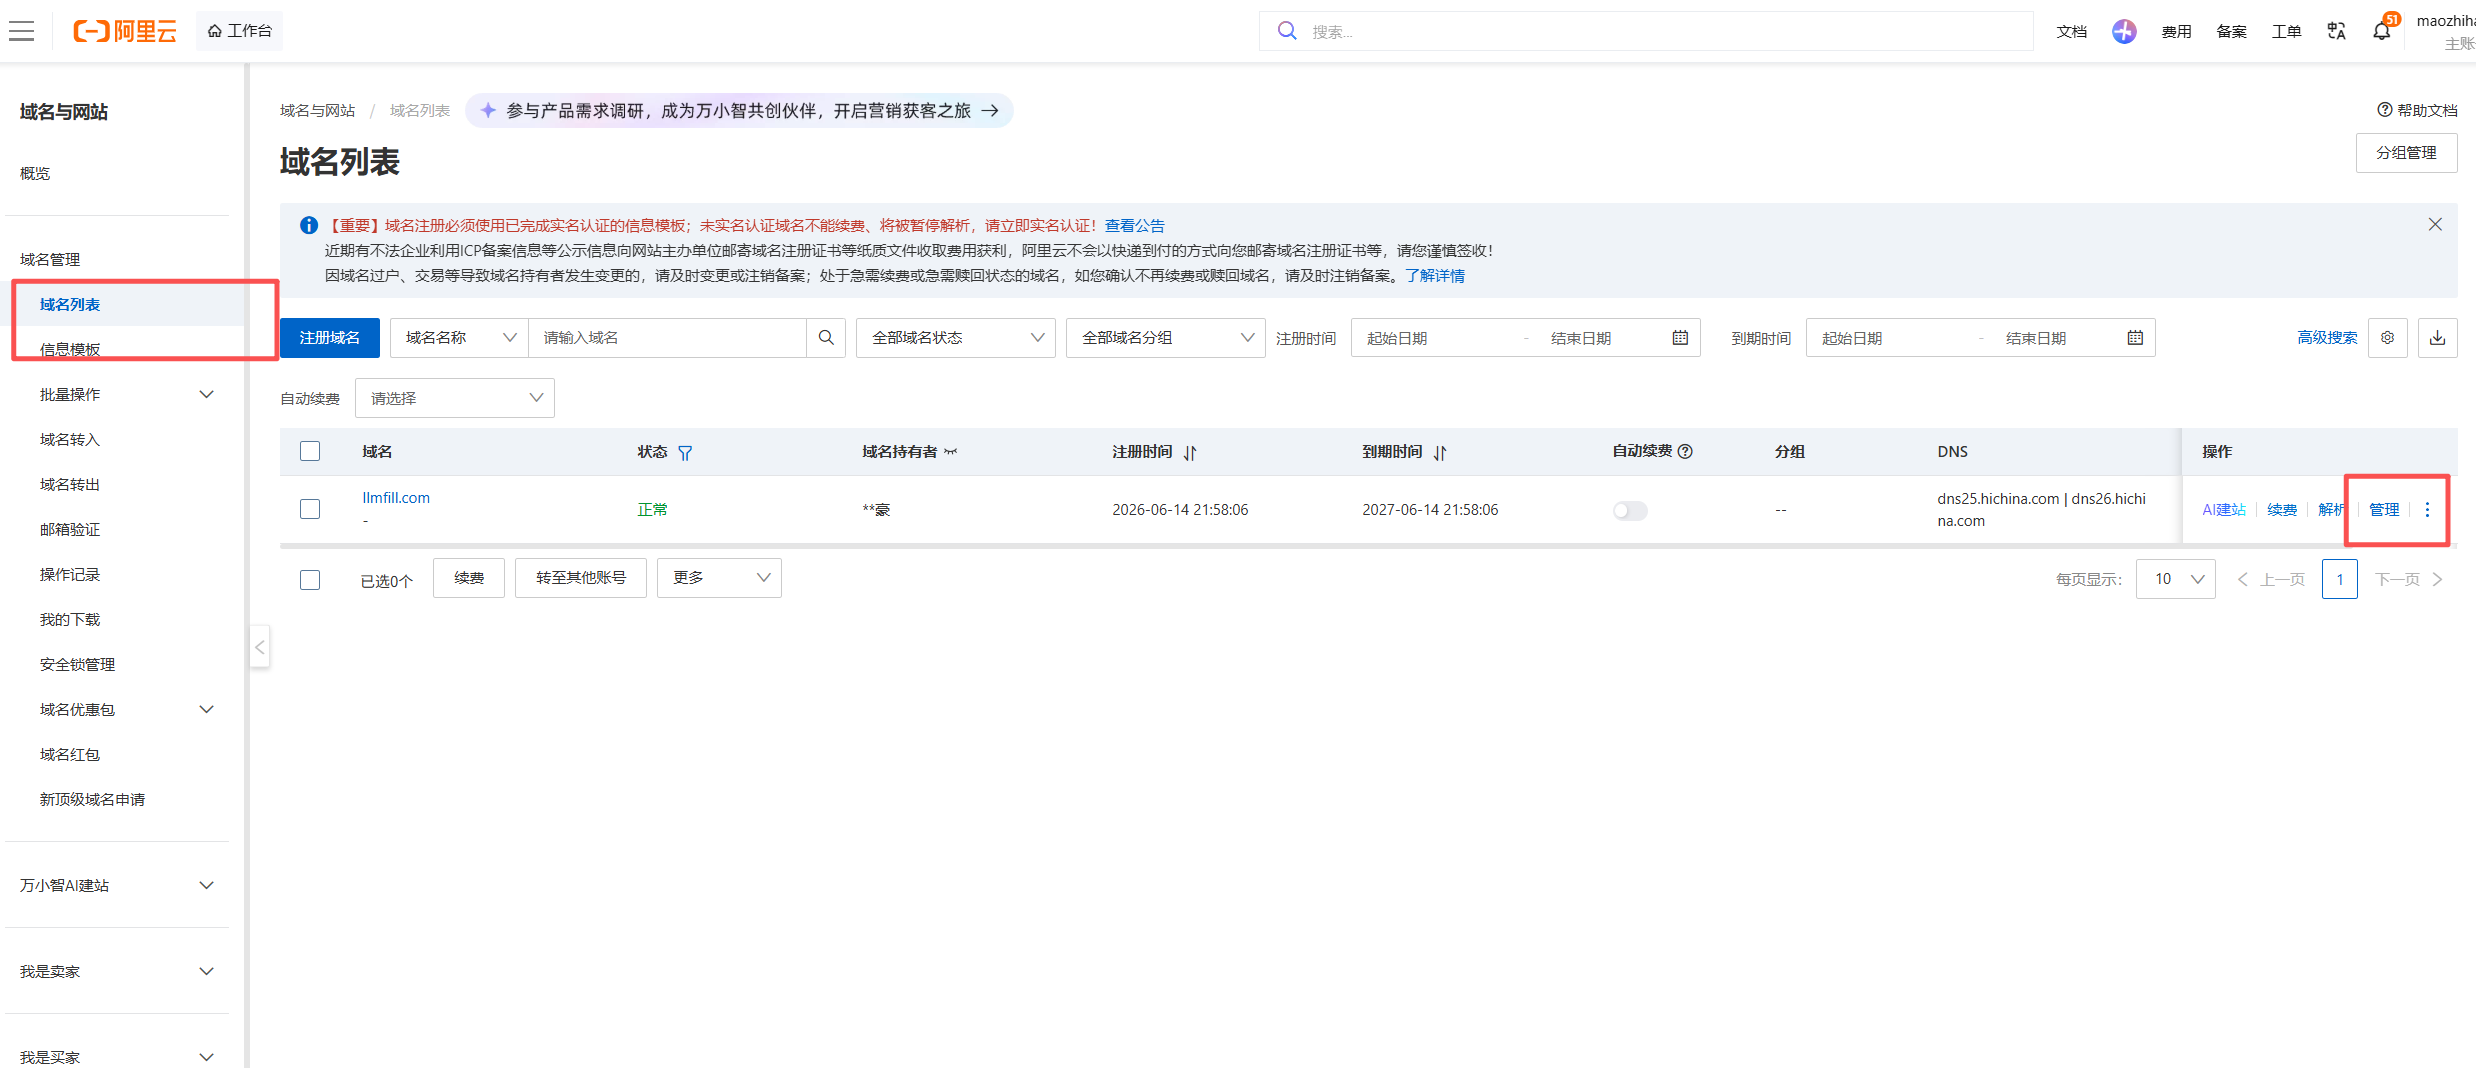 阿里云
工作台
搜索...
文档
费用
备案
工单
51
maozhiha
主账
域名与网站
概览
域名管理
域名列表
信息模板
批量操作
域名转入
域名转出
邮箱验证
操作记录
我的下载
安全锁管理
域名优惠包
域名红包
新顶级域名申请
万小智AI建站
我是卖家
我是买家
域名与网站 / 域名列表
参与产品需求调研，成为万小智共创伙伴，开启营销获客之旅
帮助文档
域名列表
分组管理
【重要】域名注册必须使用已完成实名认证的信息模板；未实名认证域名不能续费、将被暂停解析，请立即实名认证！查看公告
近期有不法企业利用ICP备案信息等公示信息向网站主办单位邮寄域名注册证书等纸质文件收取费用获利，阿里云不会以快递到付的方式向您邮寄域名注册证书等，请您谨慎签收！
因域名过户、交易等导致域名持有者发生变更的，请及时变更或注销备案；处于急需续费或急需赎回状态的域名，如您确认不再续费或赎回域名，请及时注销备案。了解详情
注册域名 域名名称 请输入域名 全部域名状态 全部域名分组 注册时间 起始日期 - 结束日期 到期时间 起始日期 - 结束日期 高级搜索
自动续费 请选择
域名 状态 域名持有者 注册时间 到期时间 自动续费 分组 DNS 操作
llmfill.com
-
正常 **豪 2026-06-14 21:58:06 2027-06-14 21:58:06 -- dns25.hichina.com | dns26.hichi
na.com
AI建站 续费 解析 管理
已选0个 续费 转至其他账号 更多 每页显示： 10 上一页 1 下一页